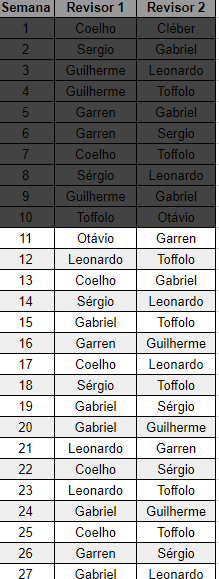 Semana Revisor 1 Revisor 2
1 Coelho Cléber
2 Sergio Gabriel
3 Guilherme Leonardo
4 Guilherme Toffolo
5 Garren Gabriel
6 Garren Sergio
7 Coelho Toffolo
8 Sérgio Leonardo
9 Guilherme Gabriel
10 Toffolo Otávio
11 Otávio Garren
12 Leonardo Toffolo
13 Coelho Gabriel
14 Sérgio Leonardo
15 Gabriel Toffolo
16 Garren Guilherme
17 Coelho Leonardo
18 Sérgio Toffolo
19 Gabriel Sérgio
20 Gabriel Guilherme
21 Leonardo Garren
22 Coelho Sérgio
23 Leonardo Toffolo
24 Gabriel Guilherme
25 Coelho Toffolo
26 Garren Sérgio
27 Gabriel Leonardo